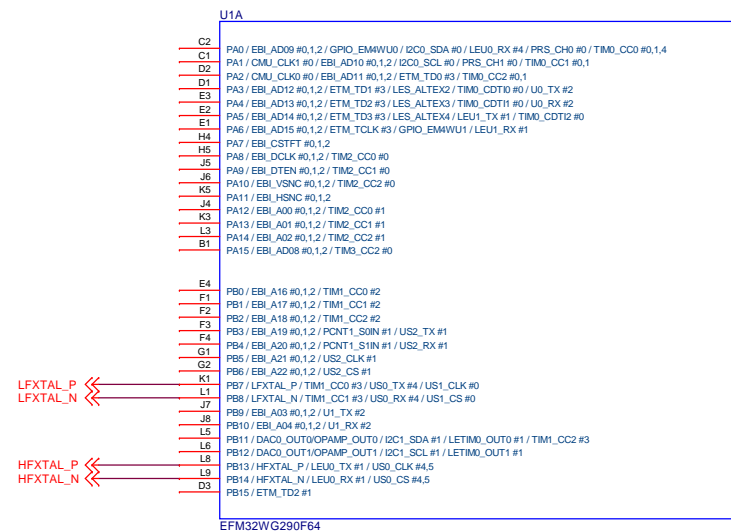 U1A
C2 PA0 / EBI_AD09 #0,1,2 / GPIO_EM4WU0 / I2C0_SDA #0 / LEU0_RX #4 / PRS_CH0 #0 / TIM0_CC0 #0,1,4
C1 PA1 / CMU_CLK1 #0 / EBI_AD10 #0,1,2 / I2C0_SCL #0 / PRS_CH1 #0 / TIM0_CC1 #0,1
D2 PA2 / CMU_CLK0 #0 / EBI_AD11 #0,1,2 / ETM_TD0 #3 / TIM0_CC2 #0,1
D1 PA3 / EBI_AD12 #0,1,2 / ETM_TD1 #3 / LES_ALTEX2 / TIM0_CDTI0 #0 / U0_TX #2
E3 PA4 / EBI_AD13 #0,1,2 / ETM_TD2 #3 / LES_ALTEX3 / TIM0_CDTI1 #0 / U0_RX #2
E2 PA5 / EBI_AD14 #0,1,2 / ETM_TD3 #3 / LES_ALTEX4 / LEU1_TX #1 / TIM0_CDTI2 #0
E1 PA6 / EBI_AD15 #0,1,2 / ETM_TCLK #3 / GPIO_EM4WU1 / LEU1_RX #1
H4 PA7 / EBI_CSTFT #0,1,2
H5 PA8 / EBI_DCLK #0,1,2 / TIM2_CC0 #0
J5 PA9 / EBI_DTEN #0,1,2 / TIM2_CC1 #0
J6 PA10 / EBI_VSNC #0,1,2 / TIM2_CC2 #0
K5 PA11 / EBI_HSNC #0,1,2
J4 PA12 / EBI_A00 #0,1,2 / TIM2_CC0 #1
K3 PA13 / EBI_A01 #0,1,2 / TIM2_CC1 #1
L3 PA14 / EBI_A02 #0,1,2 / TIM2_CC2 #1
B1 PA15 / EBI_AD08 #0,1,2 / TIM3_CC2 #0
E4 PB0 / EBI_A16 #0,1,2 / TIM1_CC0 #2
F1 PB1 / EBI_A17 #0,1,2 / TIM1_CC1 #2
F2 PB2 / EBI_A18 #0,1,2 / TIM1_CC2 #2
F3 PB3 / EBI_A19 #0,1,2 / PCNT1_S0IN #1 / US2_TX #1
F4 PB4 / EBI_A20 #0,1,2 / PCNT1_S1IN #1 / US2_RX #1
G1 PB5 / EBI_A21 #0,1,2 / US2_CLK #1
G2 PB6 / EBI_A22 #0,1,2 / US2_CS #1
LFXTAL_P K1 PB7 / LFXTAL_P / TIM1_CC0 #3 / US0_TX #4 / US1_CLK #0
LFXTAL_N L1 PB8 / LFXTAL_N / TIM1_CC1 #3 / US0_RX #4 / US1_CS #0
J7 PB9 / EBI_A03 #0,1,2 / U1_TX #2
J8 PB10 / EBI_A04 #0,1,2 / U1_RX #2
L5 PB11 / DAC0_OUT0/OPAMP_OUT0 / I2C1_SDA #1 / LETIM0_OUT0 #1 / TIM1_CC2 #3
L6 PB12 / DAC0_OUT1/OPAMP_OUT1 / I2C1_SCL #1 / LETIM0_OUT1 #1
HFXTAL_P L8 PB13 / HFXTAL_P / LEU0_TX #1 / US0_CLK #4,5
HFXTAL_N L9 PB14 / HFXTAL_N / LEU0_RX #1 / US0_CS #4,5
D3 PB15 / ETM_TD2 #1
EFM32WG290F64